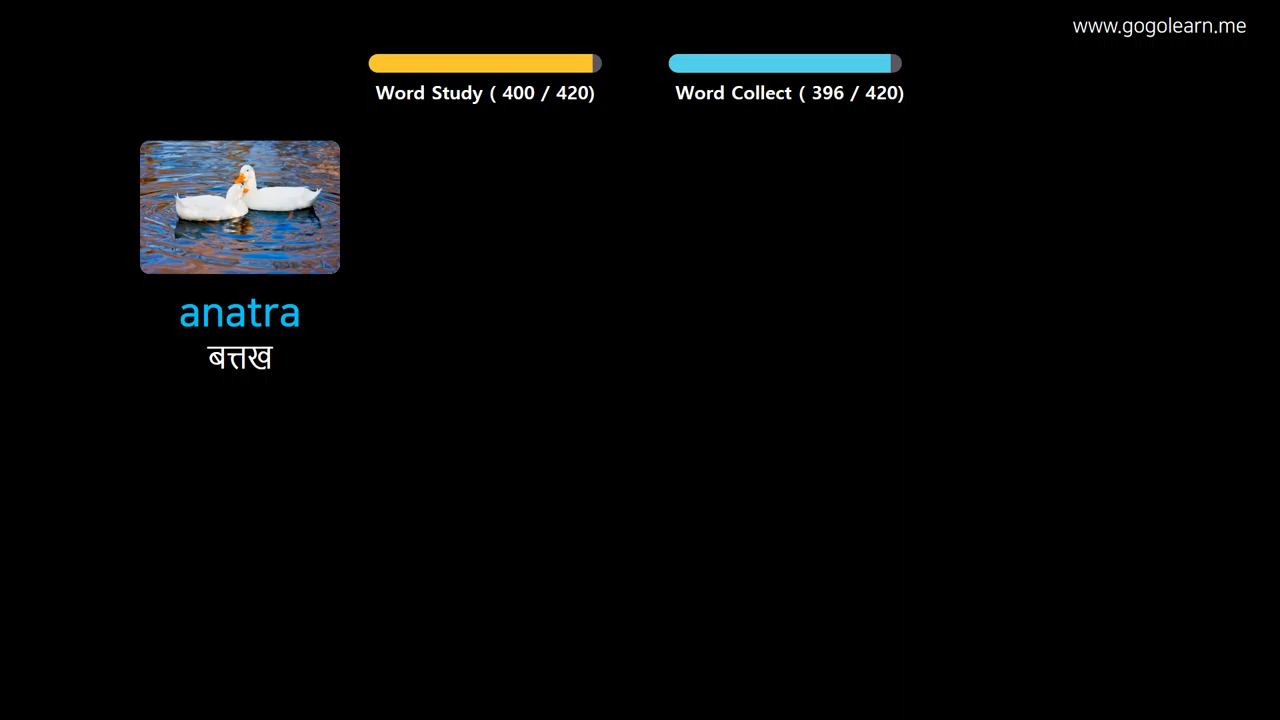 www.gogolearn.me
Word Study ( 400 / 420)
Word Collect ( 396 / 420)
anatra
बत्तख